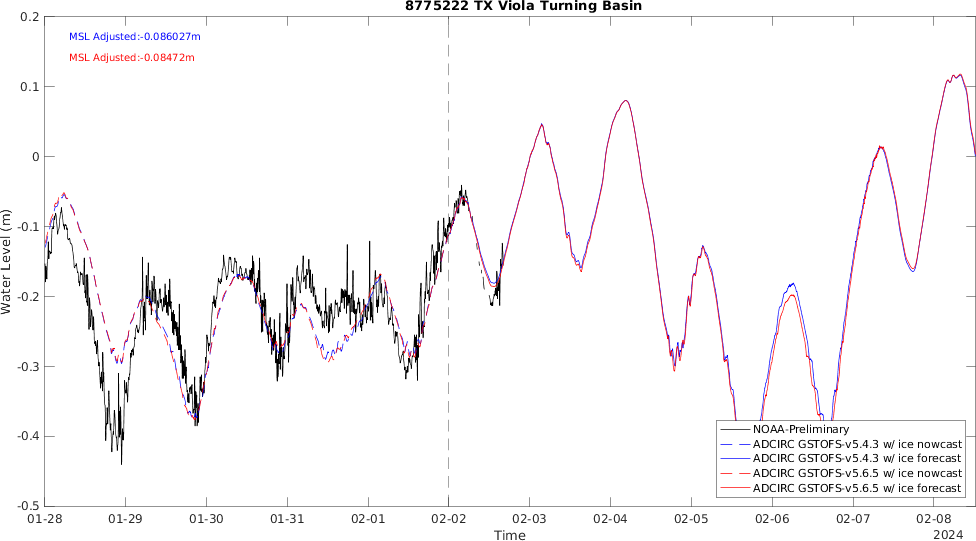 8775222 TX Viola Turning Basin
MSL Adjusted:-0.086027m
MSL Adjusted:-0.08472m
Water Level (m)
0.2
0.1
0
-0.1
-0.2
-0.3
-0.4
-0.5
NOAA-Preliminary
ADCIRC GSTOFS-v5.4.3 w/ ice nowcast
ADCIRC GSTOFS-v5.4.3 w/ ice forecast
ADCIRC GSTOFS-v5.6.5 w/ ice nowcast
ADCIRC GSTOFS-v5.6.5 w/ ice forecast
01-28 01-29 01-30 01-31 02-01 02-02 02-03 02-04 02-05 02-06 02-07 02-08
Time
2024